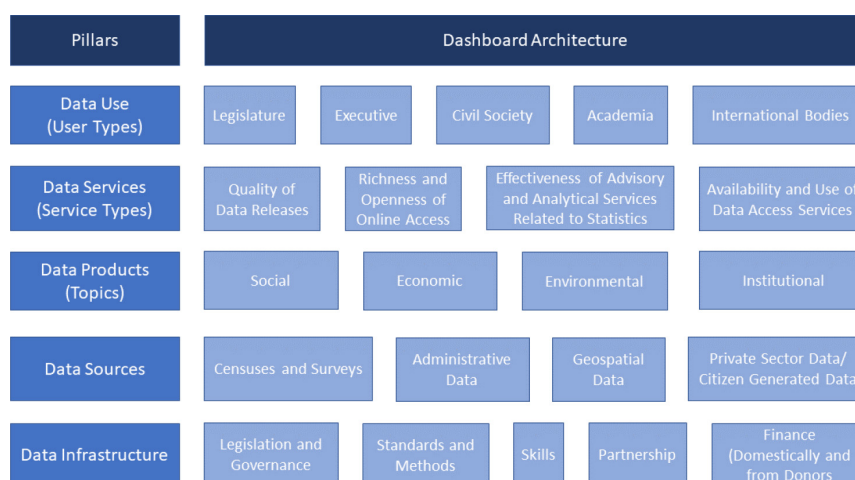 Pillars
Dashboard Architecture
Data Use
(User Types)
Legislature
Executive
Civil Society
Academia
International Bodies
Data Services
(Service Types)
Quality of
Data Releases
Richness and
Openness of
Online Access
Effectiveness of Advisory
and Analytical Services
Related to Statistics
Availability and Use of
Data Access Services
Data Products
(Topics)
Social
Economic
Environmental
Institutional
Data Sources
Censuses and Surveys
Administrative
Data
Geospatial
Data
Private Sector Data/
Citizen Generated Data
Data Infrastructure
Legislation and
Governance
Standards and
Methods
Skills
Partnership
Finance
(Domestically and
from Donors